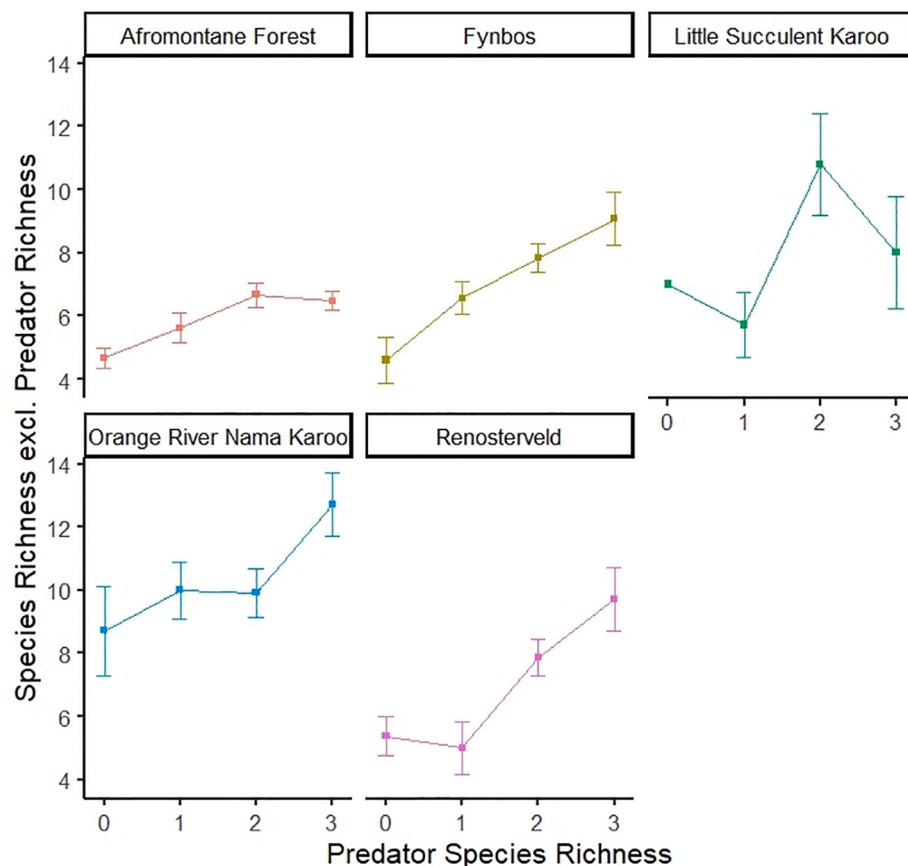 Afromontane Forest
Fynbos
Little Succulent Karoo
14
12
10
8
6
4
0 1 2 3
Species Richness excl. Predator Richness
Orange River Nama Karoo
Renosterveld
14
12
10
8
6
4
0 1 2 3
0 1 2 3
Predator Species Richness